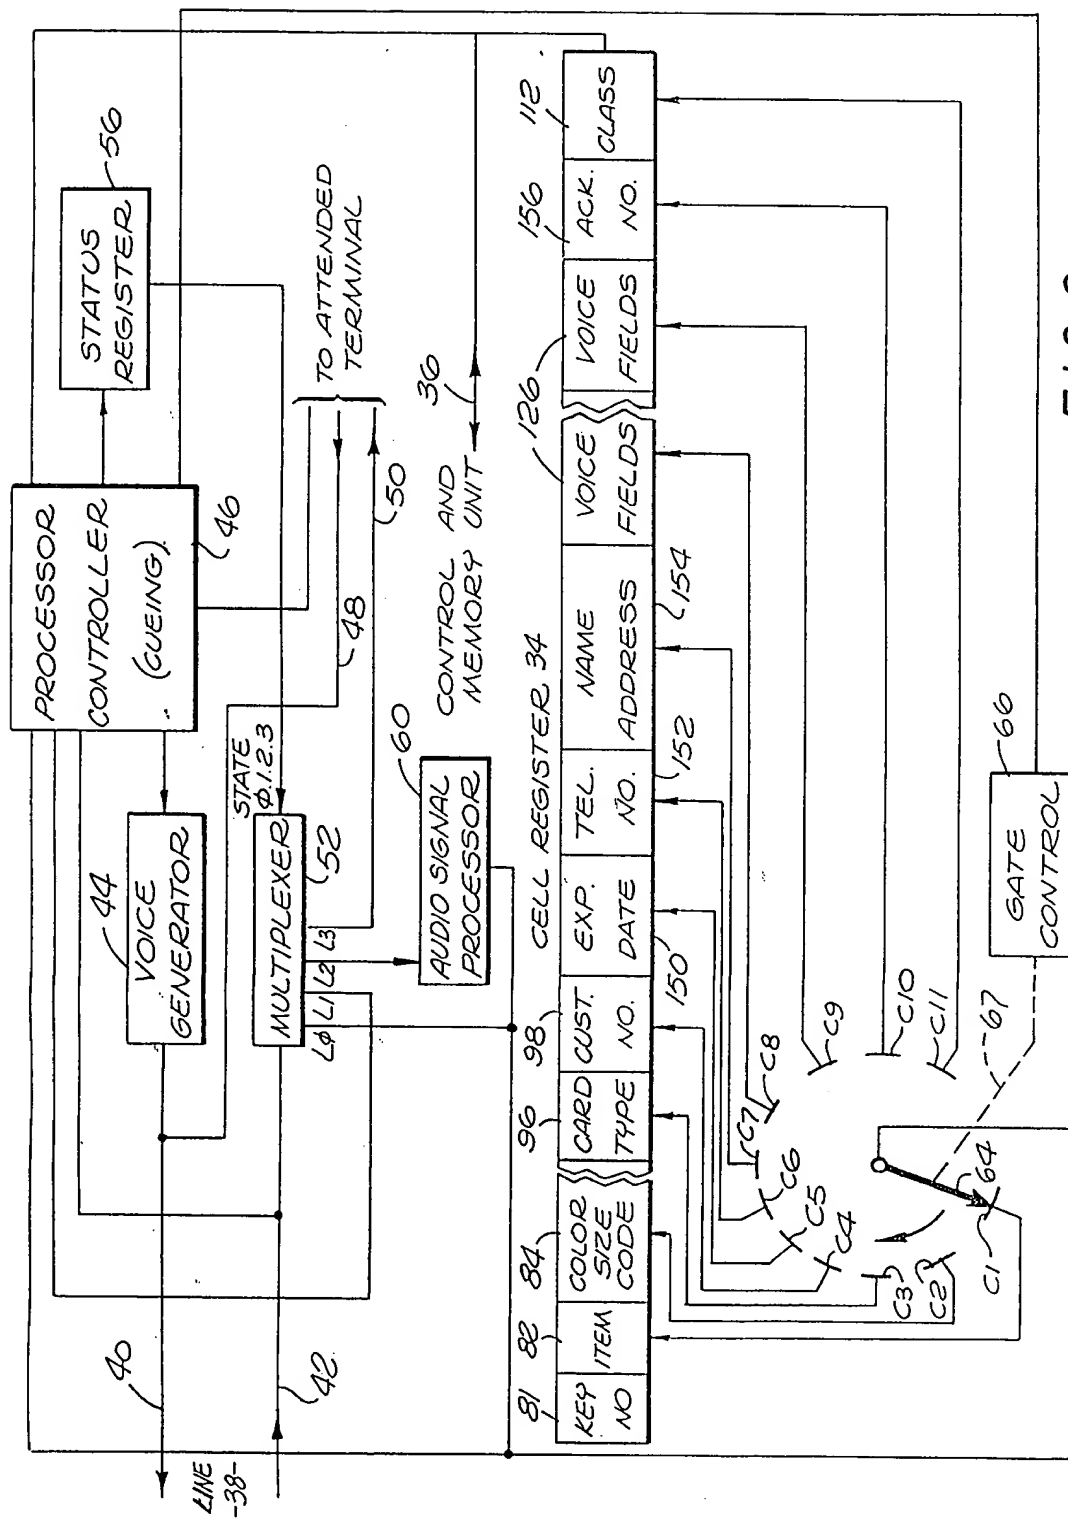 PROCESSOR
CONTROLLER
(CUEING)
46
STATUS
REGISTER
56
44
VOICE
GENERATOR
40
LINE
-38-
42
STATE
Φ.1.2.3
MULTIPLEXER
52
LΦ L1 L2 L3
48
50
TO ATTENDED
TERMINAL
60
AUDIO SIGNAL
PROCESSOR
CONTROL AND
MEMORY UNIT
36
CELL REGISTER 34
81
82
84
96
98
126
156
112
KEY
NO
ITEM
COLOR
SIZE
CODE
CARD
TYPE
CUST.
NO.
EXP.
DATE
TEL.
NO.
NAME
ADDRESS
VOICE
FIELDS
VOICE
FIELDS
ACK.
NO.
CLASS
150
152
154
C1
C2
C3
C4
C5
C6
C7
C8
C9
C10
C11
64
67
GATE
CONTROL
66